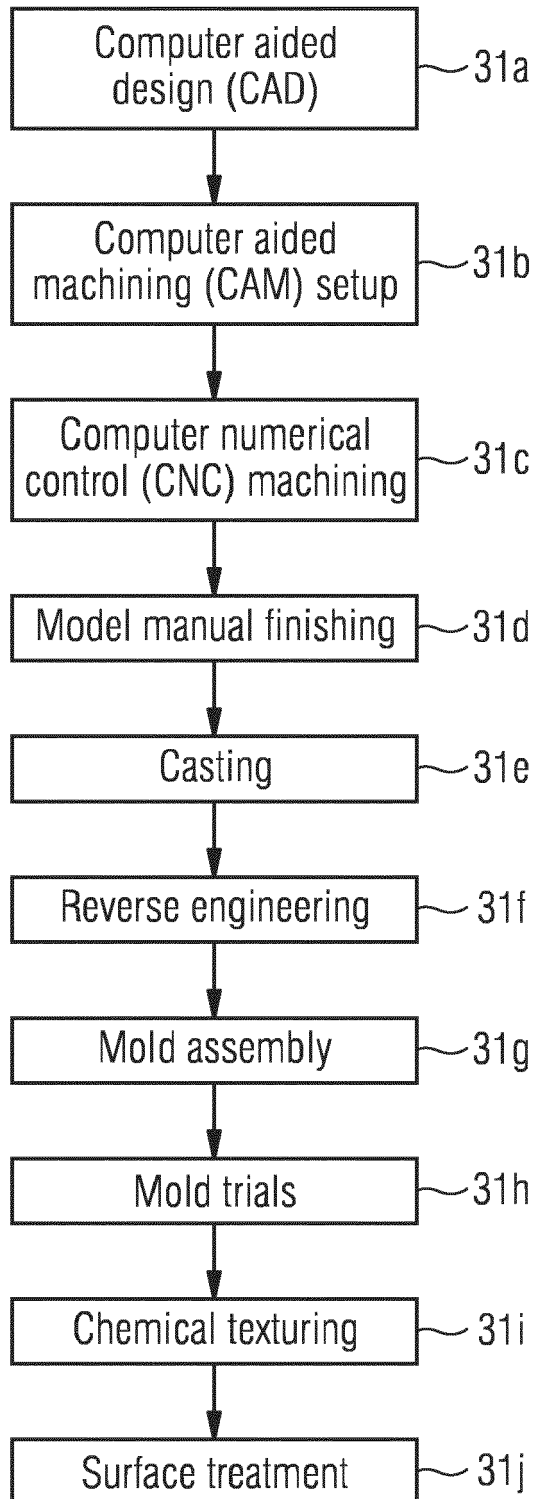 Computer aided
design (CAD)
31a
Computer aided
machining (CAM) setup
31b
Computer numerical
control (CNC) machining
31c
Model manual finishing
31d
Casting
31e
Reverse engineering
31f
Mold assembly
31g
Mold trials
31h
Chemical texturing
31i
Surface treatment
31j